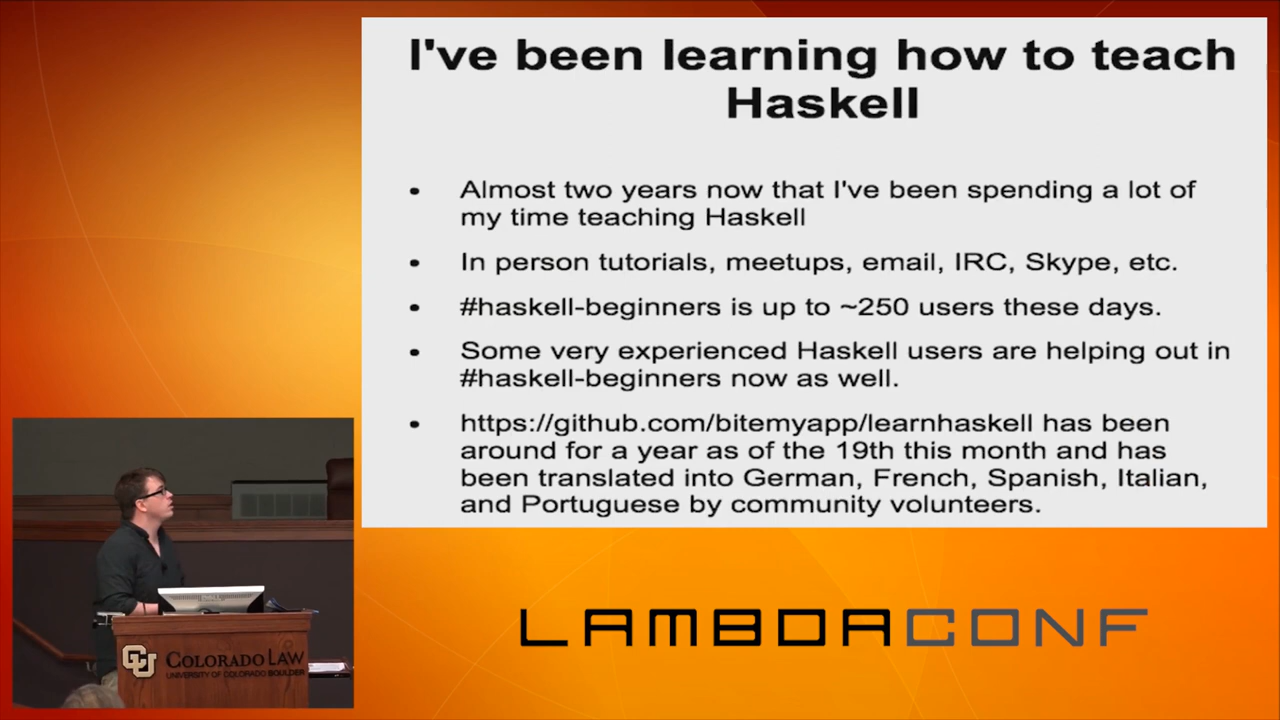 I've been learning how to teach
Haskell
• Almost two years now that I've been spending a lot of
my time teaching Haskell
• In person tutorials, meetups, email, IRC, Skype, etc.
• #haskell-beginners is up to ~250 users these days.
• Some very experienced Haskell users are helping out in
#haskell-beginners now as well.
• https://github.com/bitemyapp/learnhaskell has been
around for a year as of the 19th this month and has
been translated into German, French, Spanish, Italian,
and Portuguese by community volunteers.
LAMBDACONF
CU COLORADO LAW
UNIVERSITY OF COLORADO BOULDER